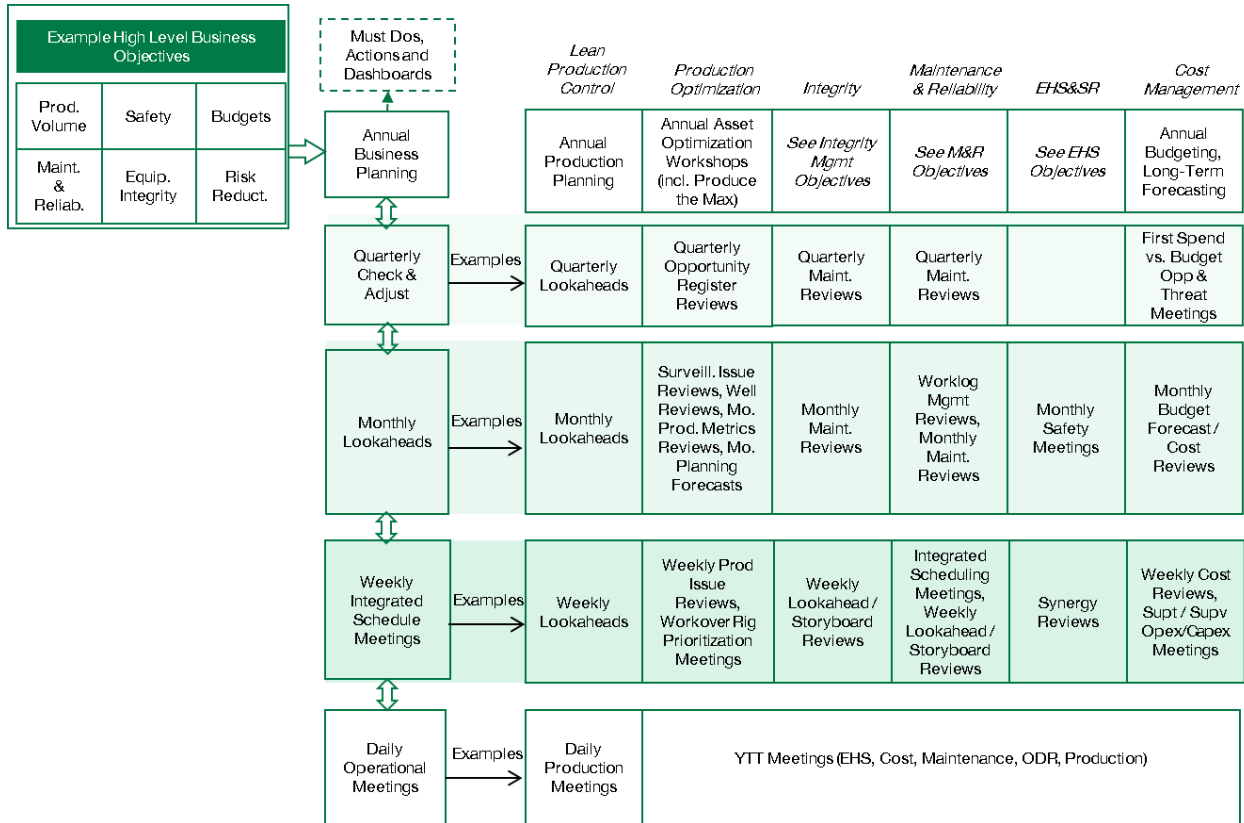 Example High Level Business
Objectives
Prod.
Volume
Safety
Budgets
Maint.
&
Reliab.
Equip.
Integrity
Risk
Reduct.
Must Dos,
Actions and
Dashboards
Lean
Production
Control
Production
Optimization
Integrity
Maintenance
& Reliability
EHS&SR
Cost
Management
Annual
Business
Planning
Annual
Production
Planning
Annual Asset
Optimization
Workshops
(incl. Produce
the Max)
See Integrity
Mgmt
Objectives
See M&R
Objectives
See EHS
Objectives
Annual
Budgeting,
Long-Term
Forecasting
Quarterly
Check &
Adjust
Examples
Quarterly
Lookaheads
Quarterly
Opportunity
Register
Reviews
Quarterly
Maint.
Reviews
Quarterly
Maint.
Reviews
First Spend
vs. Budget
Opp &
Threat
Meetings
Monthly
Lookaheads
Examples
Monthly
Lookaheads
Surveill. Issue
Reviews, Well
Reviews, Mo.
Prod. Metrics
Reviews, Mo.
Planning
Forecasts
Monthly
Maint.
Reviews
Worklog
Mgmt
Reviews,
Monthly
Maint.
Reviews
Monthly
Safety
Meetings
Monthly
Budget
Forecast /
Cost
Reviews
Weekly
Integrated
Schedule
Meetings
Examples
Weekly
Lookaheads
Weekly Prod
Issue
Reviews,
Workover Rig
Prioritization
Meetings
Weekly
Lookahead /
Storyboard
Reviews
Integrated
Scheduling
Meetings,
Weekly
Lookahead /
Storyboard
Reviews
Synergy
Reviews
Weekly Cost
Reviews,
Supt / Supv
Opex/Capex
Meetings
Daily
Operational
Meetings
Examples
Daily
Production
Meetings
YTT Meetings (EHS, Cost, Maintenance, ODR, Production)